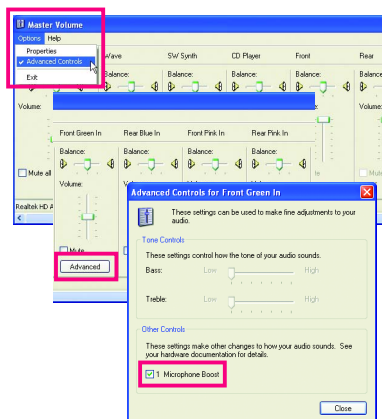 Master Volume
Options Help
Properties
Advanced Controls
Exit
Wave
SW Synth
CD Player
Front
Rear
Balance:
Balance:
Balance:
Balance:
Balance:
Volume:
Volume:
Mute all
Realtek HD A
Front Green In
Rear Blue In
Front Pink In
Rear Pink In
Balance:
Balance:
Balance:
Balance:
Volume:
Mute
Advanced
Advanced Controls for Front Green In
These settings can be used to make fine adjustments to your
audio.
Tone Controls
These settings control how the tone of your audio sounds.
Bass:
Low
High
Treble:
Low
High
Other Controls
These settings make other changes to how your audio sounds. See
your hardware documentation for details.
1 Microphone Boost
Close